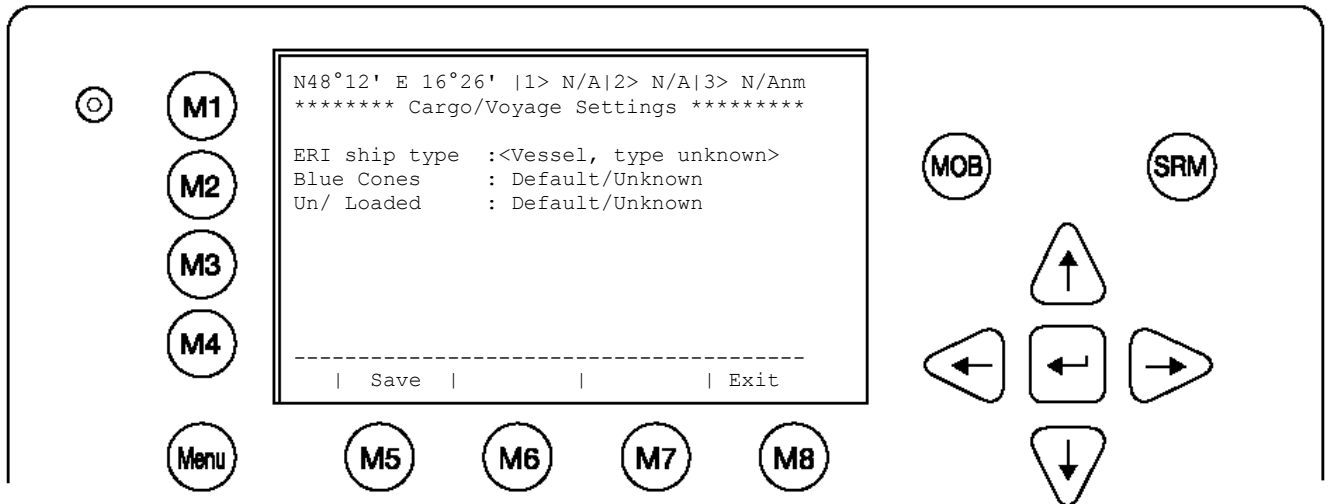 N48°12' E 16°26' |1> N/A|2> N/A|3> N/Anm
******** Cargo/Voyage Settings *********
ERI ship type :<Vessel, type unknown>
Blue Cones : Default/Unknown
Un/ Loaded : Default/Unknown
----------------------------------------
| Save | | | Exit
M1
M2
M3
M4
Menu
M5
M6
M7
M8
MOB
SRM